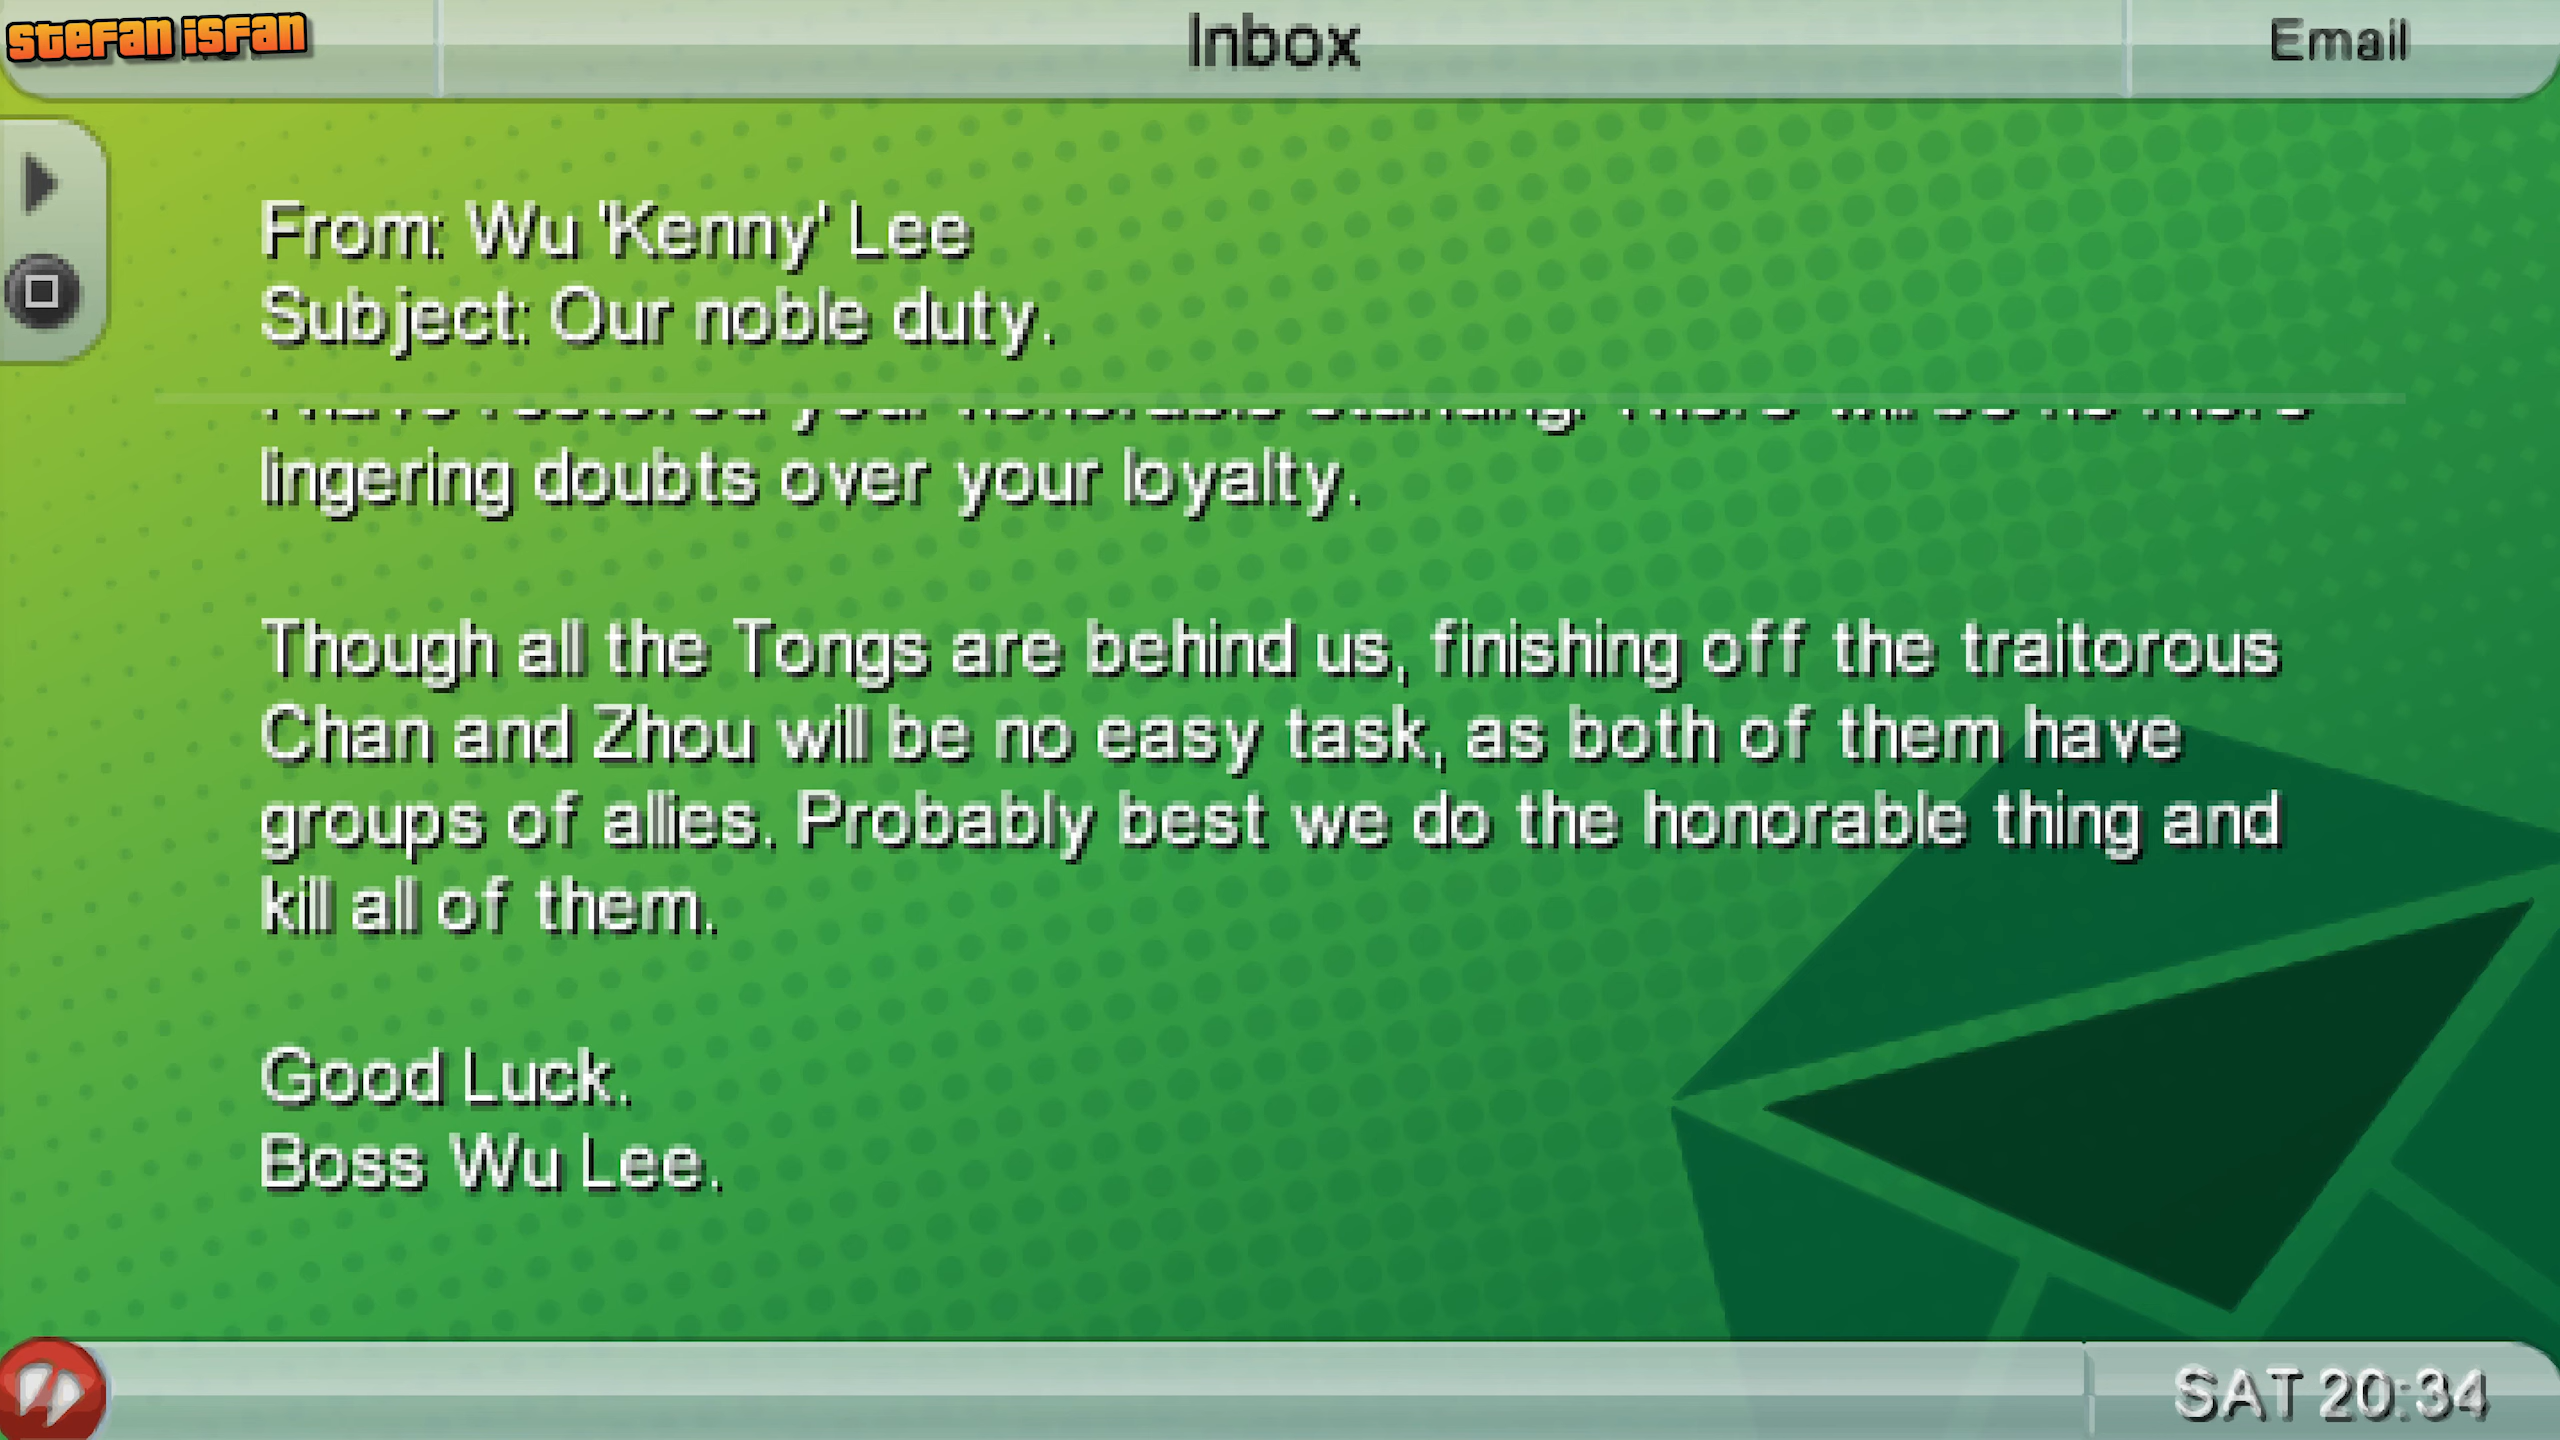 STEFAN ISFAN
Inbox
Email
From: Wu 'Kenny' Lee
Subject: Our noble duty.
lingering doubts over your loyalty.
Though all the Tongs are behind us, finishing off the traitorous
Chan and Zhou will be no easy task, as both of them have
groups of allies. Probably best we do the honorable thing and
kill all of them.
Good Luck.
Boss Wu Lee.
SAT 20:34